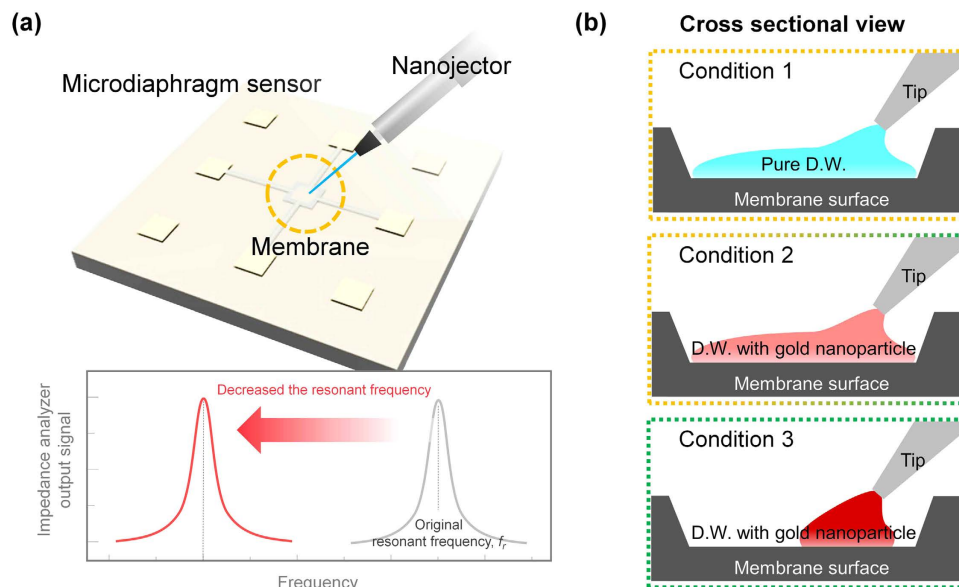 (a)
Nanojector
Microdiaphragm sensor
Membrane
Decreased the resonant frequency
Impedance analyzer
output signal
Original
resonant frequency, fr
Frequency
(b)
Cross sectional view
Condition 1
Tip
Pure D.W.
Membrane surface
Condition 2
Tip
D.W. with gold nanoparticle
Membrane surface
Condition 3
Tip
D.W. with gold nanoparticle
Membrane surface